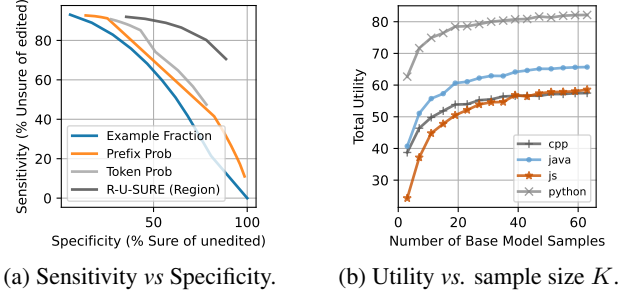 Sensitivity (% Unsure of edited)
80
60
40
20
0
Example Fraction
Prefix Prob
Token Prob
R-U-SURE (Region)
50
100
Specificity (% Sure of unedited)
(a) Sensitivity vs Specificity.
Total Utility
80
70
60
50
40
30
cpp
java
js
python
0
20
40
60
Number of Base Model Samples
(b) Utility vs. sample size K.